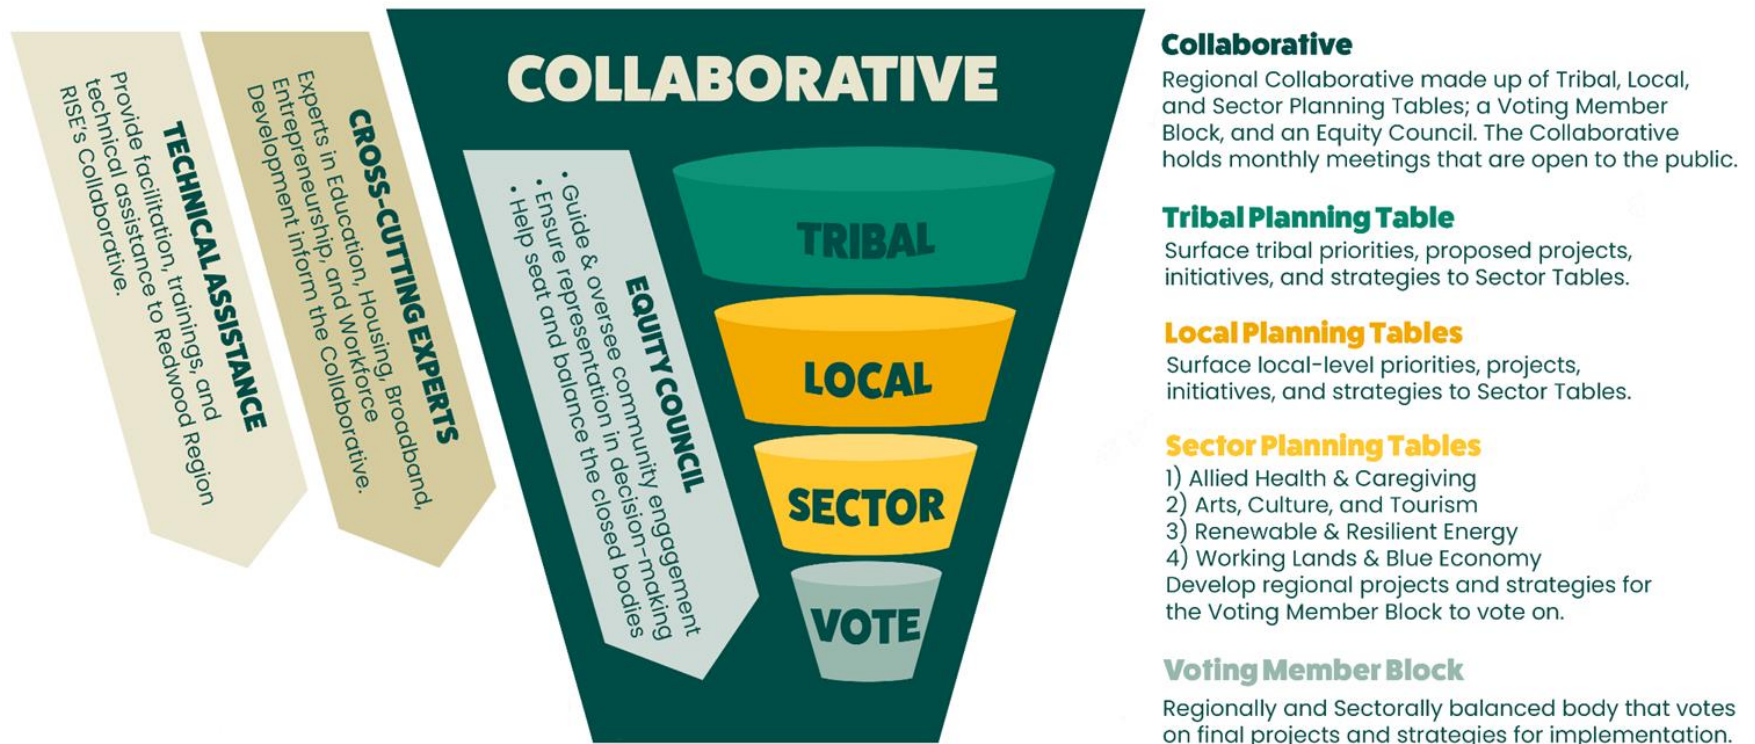 TECHNICAL ASSISTANCE
Provide facilitation, trainings, and
technical assistance to Redwood Region
RISE's Collaborative.
CROSS-CUTTING EXPERTS
Experts in Education, Housing, Broadband,
Entrepreneurship, and Workforce
Development inform the Collaborative.
COLLABORATIVE
EQUITY COUNCIL
• Guide & oversee community engagement
• Ensure representation in decision-making
• Help seat and balance the closed bodies
TRIBAL
LOCAL
SECTOR
VOTE
Collaborative
Regional Collaborative made up of Tribal, Local,
and Sector Planning Tables; a Voting Member
Block, and an Equity Council. The Collaborative
holds monthly meetings that are open to the public.
Tribal Planning Table
Surface tribal priorities, proposed projects,
initiatives, and strategies to Sector Tables.
Local Planning Tables
Surface local-level priorities, projects,
initiatives, and strategies to Sector Tables.
Sector Planning Tables
1) Allied Health & Caregiving
2) Arts, Culture, and Tourism
3) Renewable & Resilient Energy
4) Working Lands & Blue Economy
Develop regional projects and strategies for
the Voting Member Block to vote on.
Voting Member Block
Regionally and Sectorally balanced body that votes
on final projects and strategies for implementation.